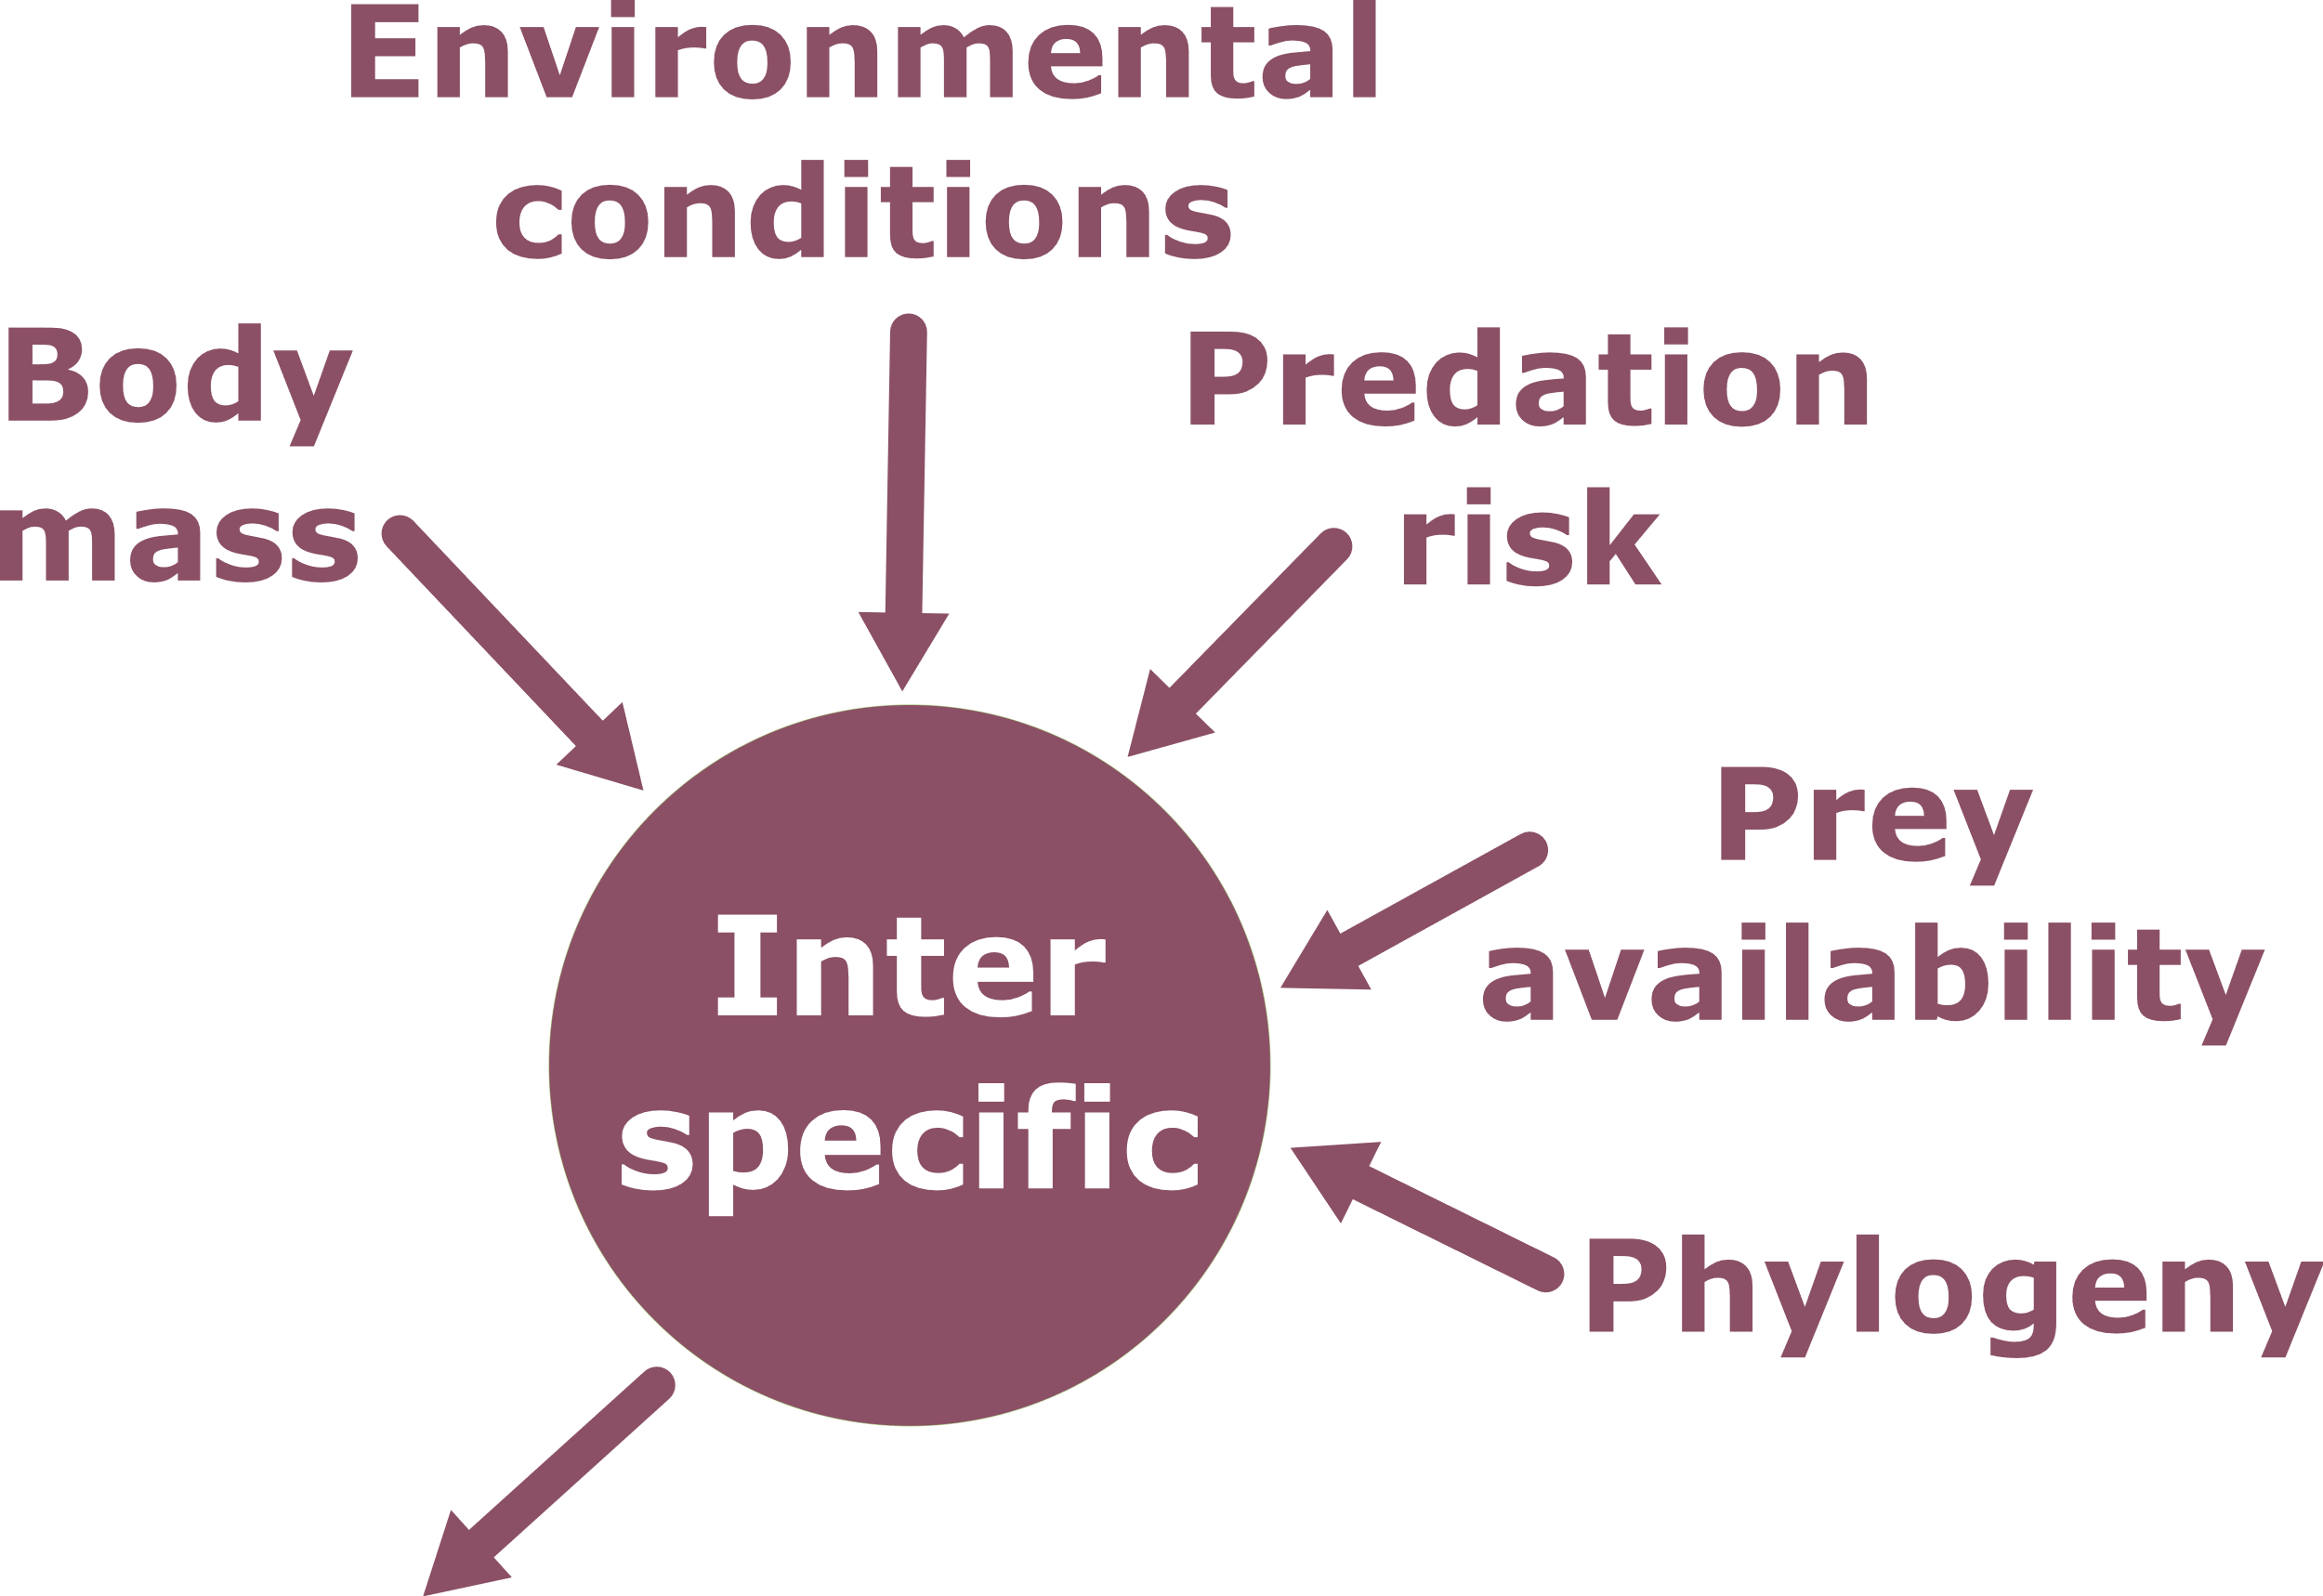 Environmental
conditions
Body
mass
Predation
risk
Prey
availability
Inter
specific
Phylogeny